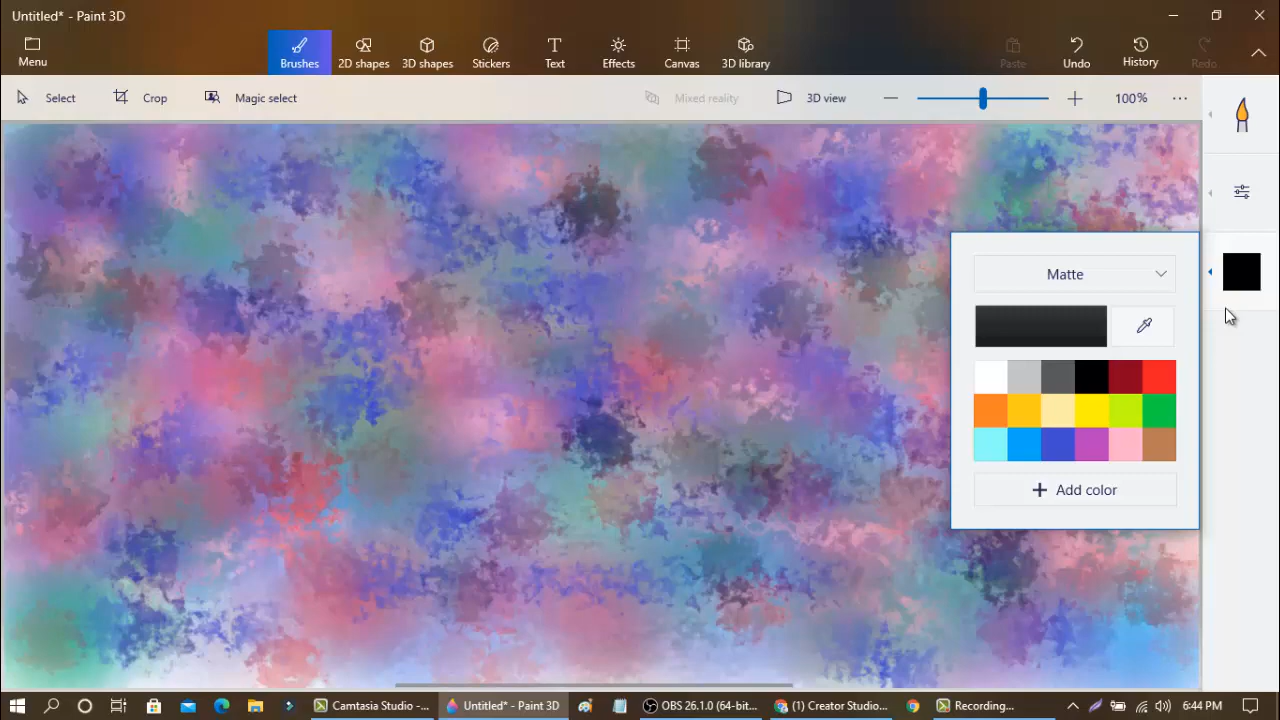 Untitled* - Paint 3D
Menu
Brushes
2D shapes
3D shapes
Stickers
Text
Effects
Canvas
3D library
Paste
Undo
History
Redo
Select
Crop
Magic select
Mixed reality
3D view
100%
Matte
Add color
Camtasia Studio -...
Untitled* - Paint 3D
OBS 26.1.0 (64-bit...
(1) Creator Studio...
Recording...
6:44 PM